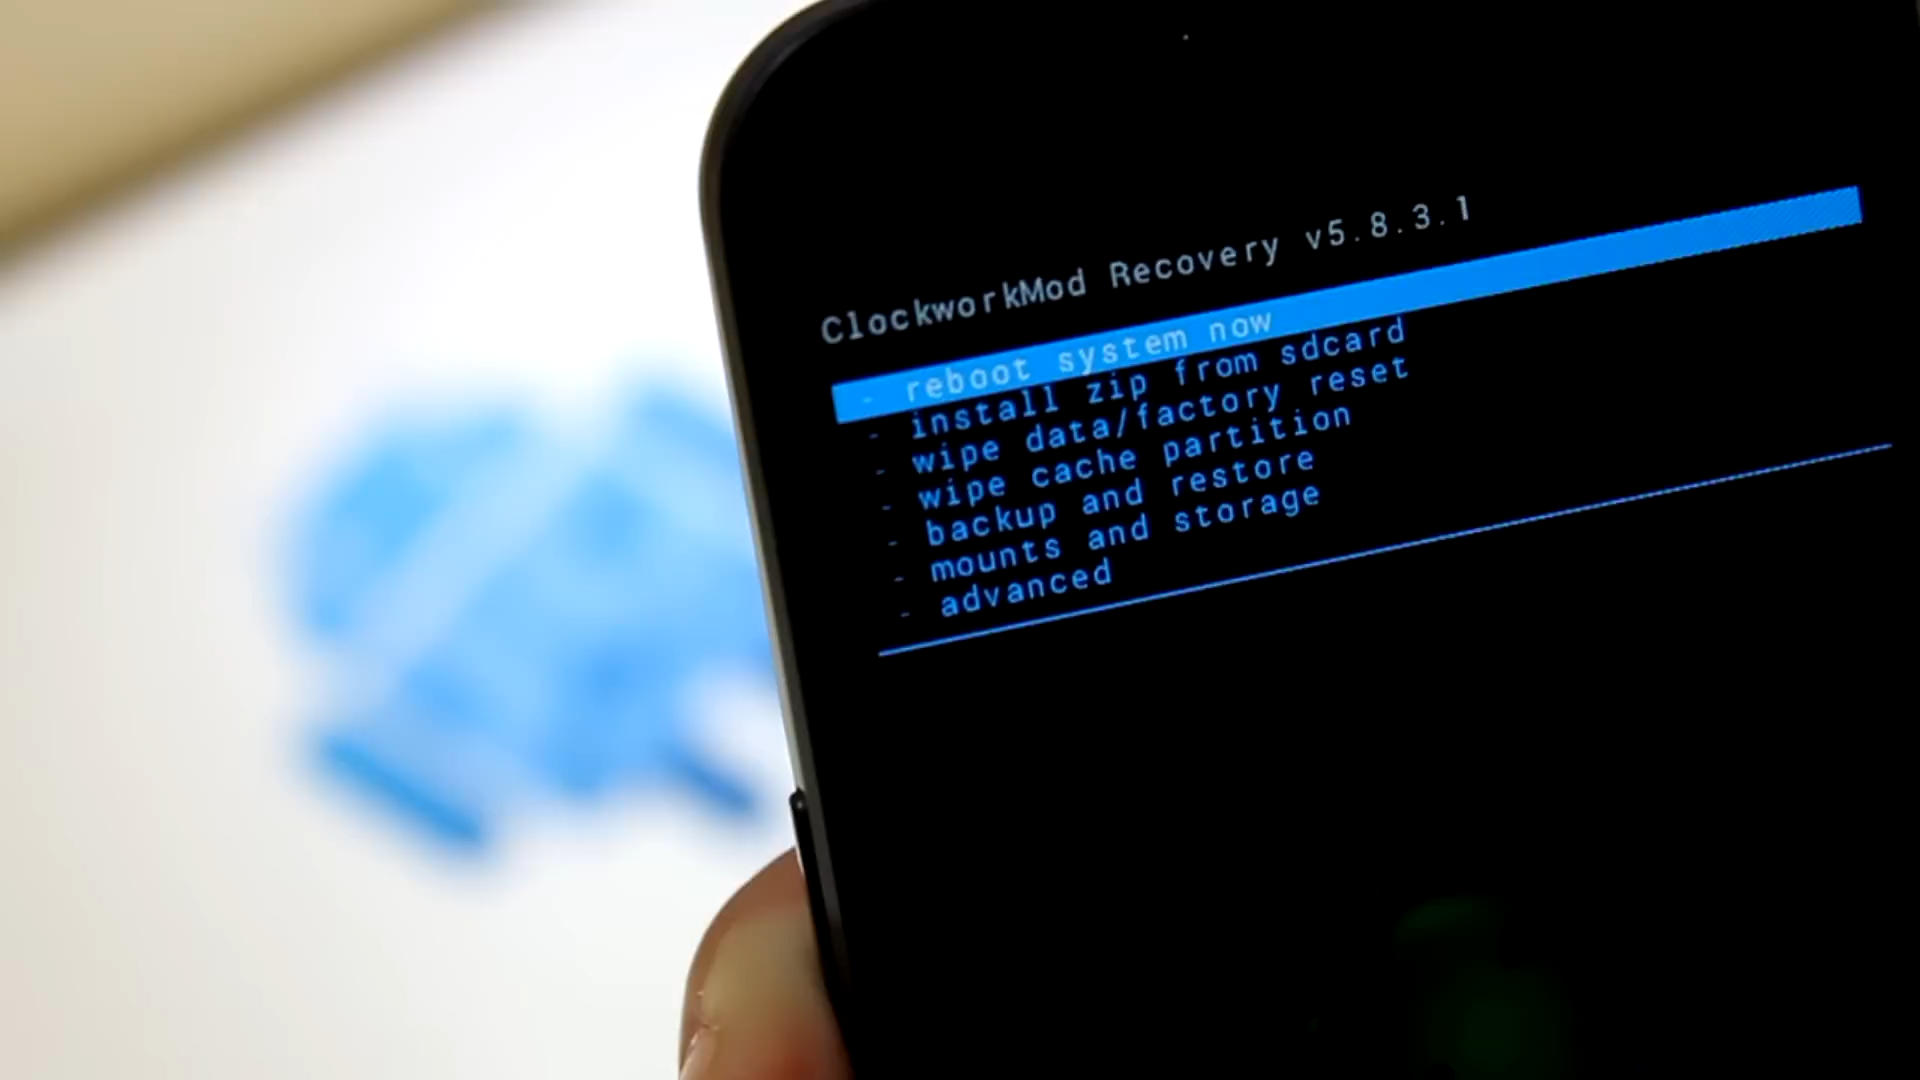 ClockworkMod Recovery v5.8.3.1
- reboot system now
- install zip from sdcard
- wipe data/factory reset
- wipe cache partition
- backup and restore
- mounts and storage
- advanced